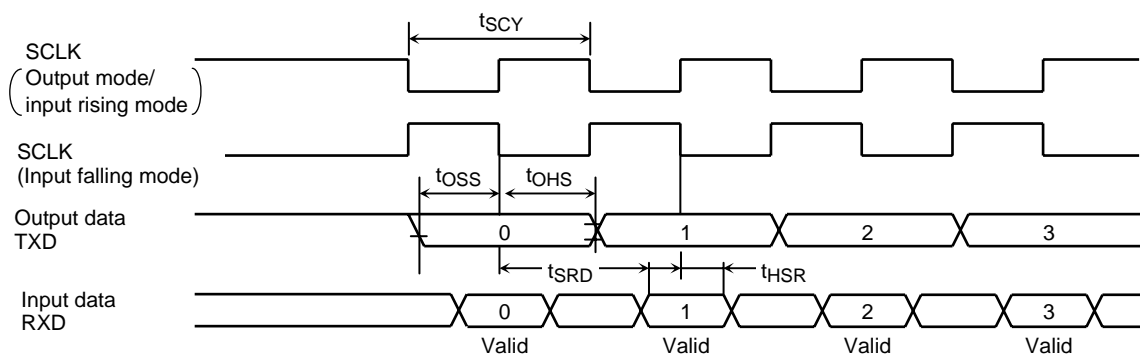 tSCY
SCLK
(Output mode/
input rising mode)
SCLK
(Input falling mode)
tOSS
tOHS
Output data
TXD
0
1
2
3
tSRD
tHSR
Input data
RXD
0
1
2
3
Valid
Valid
Valid
Valid